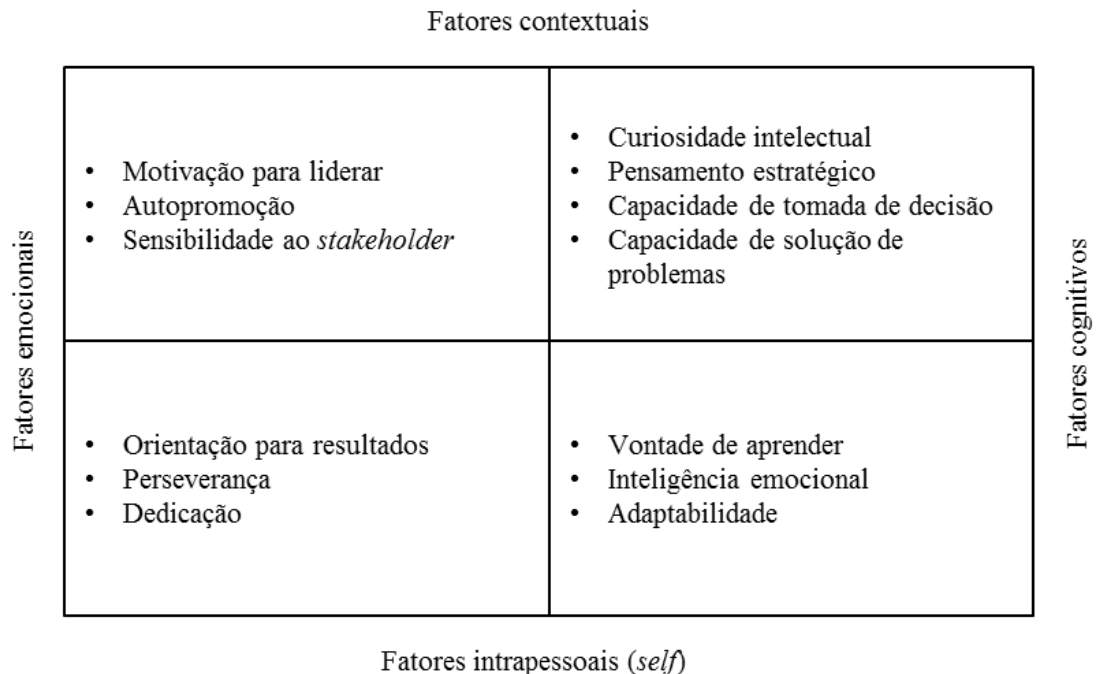 Fatores contextuais
Fatores emocionais
• Motivação para liderar
• Autopromoção
• Sensibilidade ao stakeholder
• Curiosidade intelectual
• Pensamento estratégico
• Capacidade de tomada de decisão
• Capacidade de solução de
problemas
• Orientação para resultados
• Perseverança
• Dedicação
• Vontade de aprender
• Inteligência emocional
• Adaptabilidade
Fatores cognitivos
Fatores intrapessoais (self)